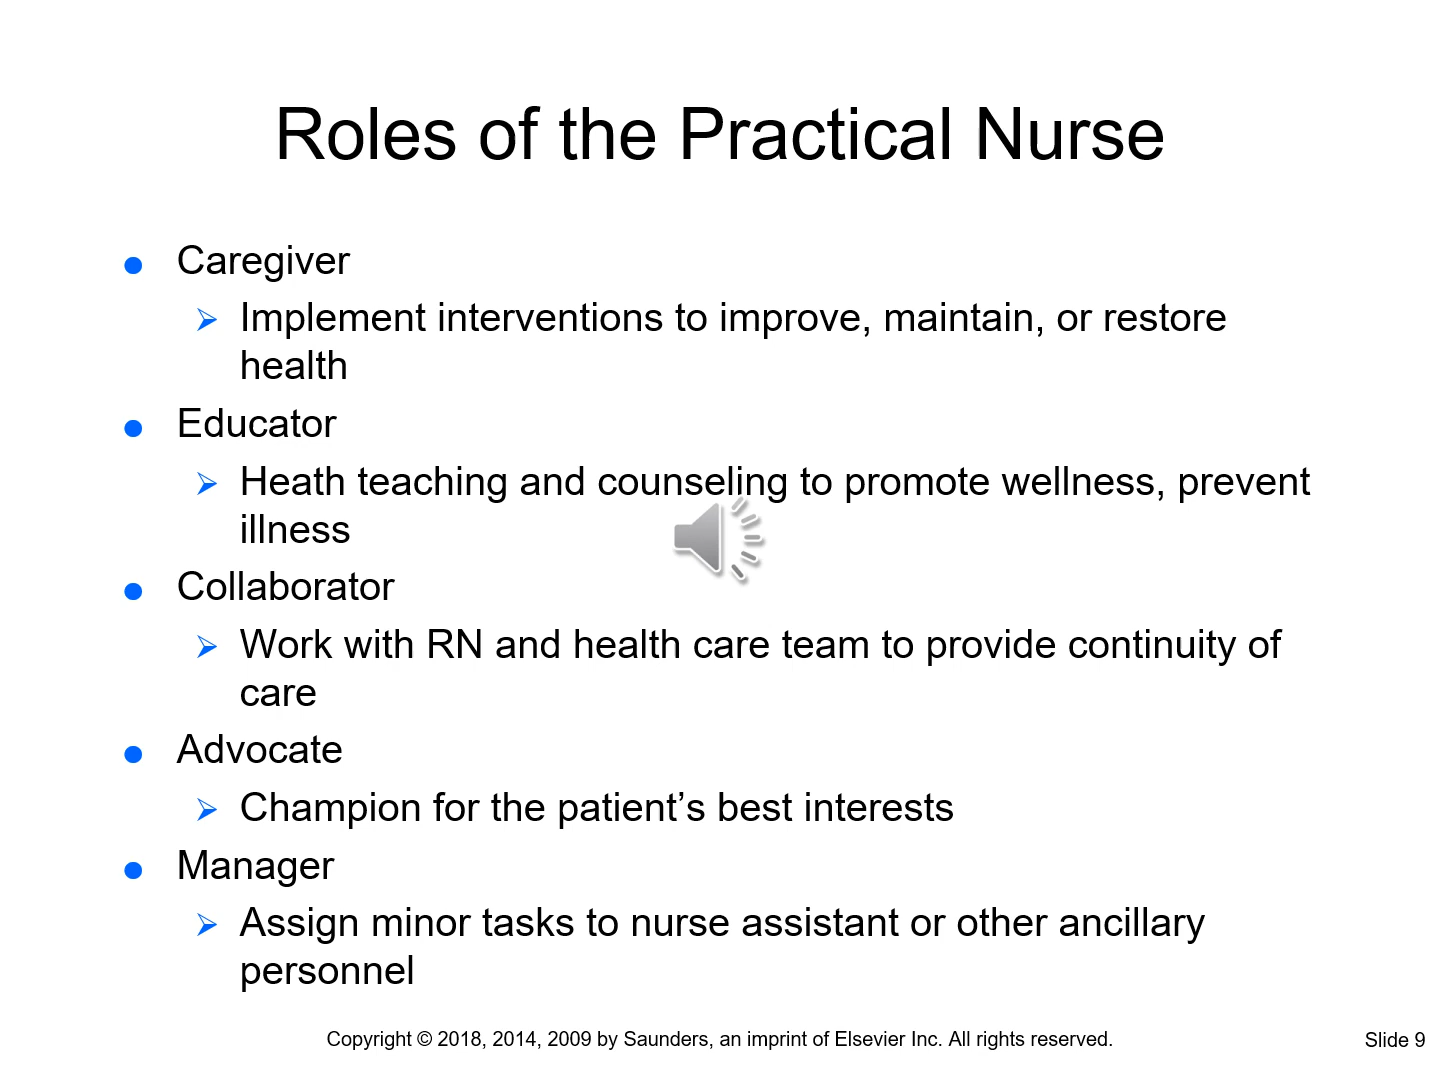 Roles of the Practical Nurse
Caregiver
Implement interventions to improve, maintain, or restore
health
Educator
Heath teaching and counseling to promote wellness, prevent
illness
Collaborator
Work with RN and health care team to provide continuity of
care
Advocate
Champion for the patient’s best interests
Manager
Assign minor tasks to nurse assistant or other ancillary
personnel
Copyright © 2018, 2014, 2009 by Saunders, an imprint of Elsevier Inc. All rights reserved.
Slide 9